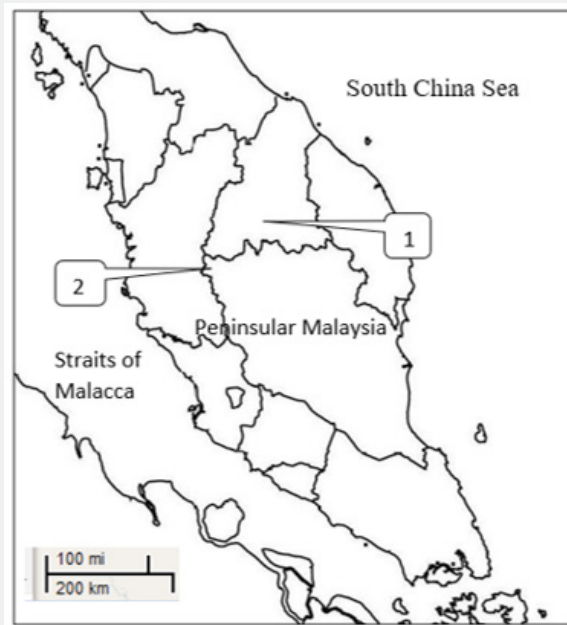 South China Sea
1
2
Peninsular Malaysia
Straits of
Malacca
100 mi
200 km